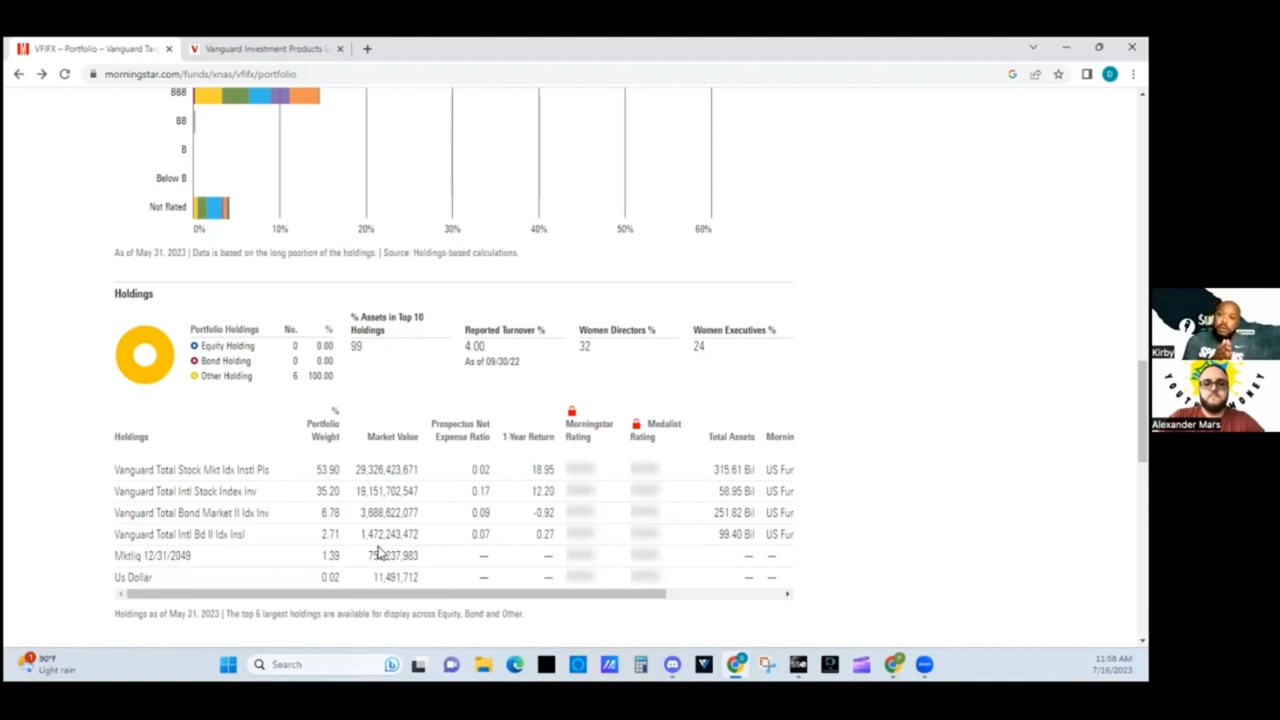 VFIFX – Portfolio – Vanguard Tar
Vanguard Investment Products L
morningstar.com/funds/xnas/vfifx/portfolio
BBB
BB
B
Below B
Not Rated
0% 10% 20% 30% 40% 50% 60%
As of May 31, 2023 | Data is based on the long position of the holdings. | Source: Holdings-based calculations.
Holdings
Portfolio Holdings No. %
Equity Holding 0 0.00
Bond Holding 0 0.00
Other Holding 6 100.00
% Assets in Top 10 Holdings
99
Reported Turnover %
4.00
As of 09/30/22
Women Directors %
32
Women Executives %
24
Holdings % Portfolio Weight Market Value Prospectus Net Expense Ratio 1-Year Return Morningstar Rating Medalist Rating Total Assets Mornin
Vanguard Total Stock Mkt Idx Instl Pls 53.90 29,326,423,671 0.02 18.95 315.61 Bil US Fur
Vanguard Total Intl Stock Index Inv 35.20 19,151,702,547 0.17 12.20 58.95 Bil US Fur
Vanguard Total Bond Market II Idx Inv 6.78 3,688,622,077 0.09 -0.92 251.82 Bil US Fur
Vanguard Total Intl Bd II Idx Insl 2.71 1,472,243,472 0.07 0.27 99.40 Bil US Fur
Mktliq 12/31/2049 1.39 — — — —
Us Dollar 0.02 11,491,712 — — — —
Holdings as of May 31, 2023 | The top 6 largest holdings are available for display across Equity, Bond and Other.
Kirby
YOUTH MONEY
Alexander Mars
90°F
Light rain
Search
11:58 AM
7/16/2023